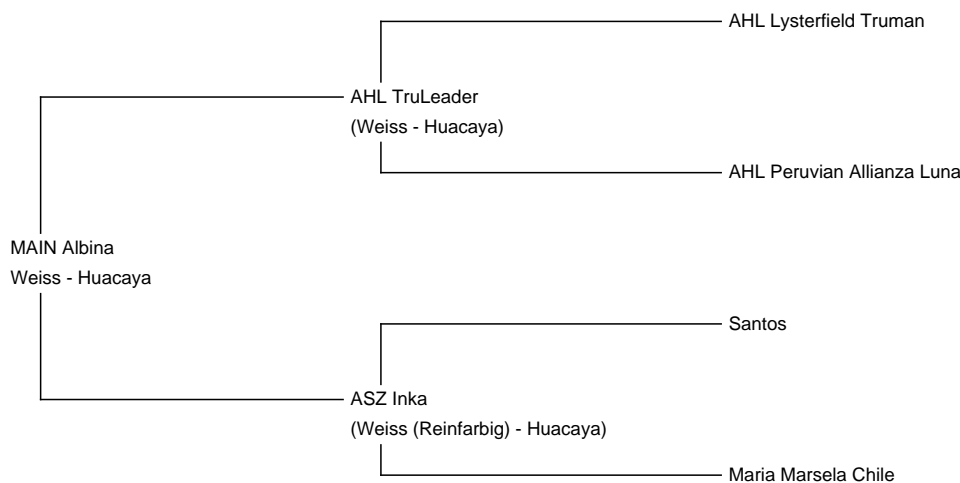 AHL Lysterfield Truman
AHL TruLeader
(Weiss - Huacaya)
AHL Peruvian Allianza Luna
MAIN Albina
Weiss - Huacaya
Santos
ASZ Inka
(Weiss (Reinfarbig) - Huacaya)
Maria Marsela Chile